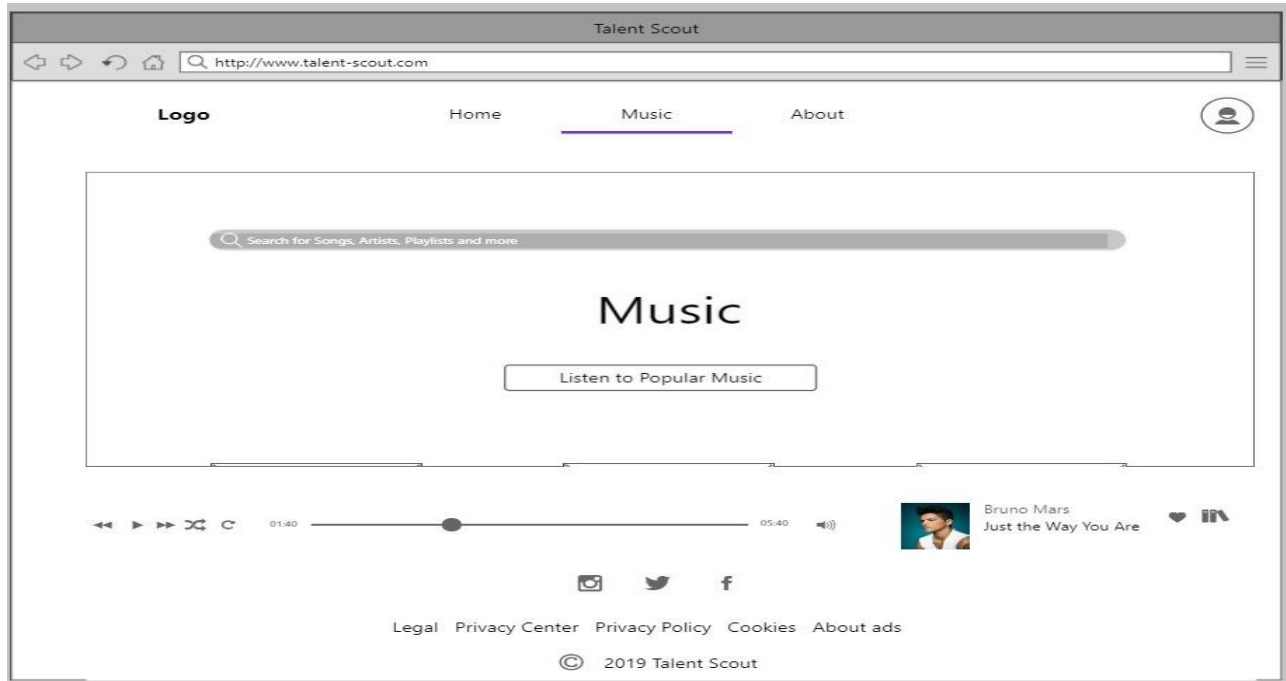 Talent Scout
http://www.talent-scout.com
Logo Home Music About
Search for Songs, Artists, Playlists and more
Music
Listen to Popular Music
01:40 05:40
Bruno Mars
Just the Way You Are
Legal Privacy Center Privacy Policy Cookies About ads
© 2019 Talent Scout